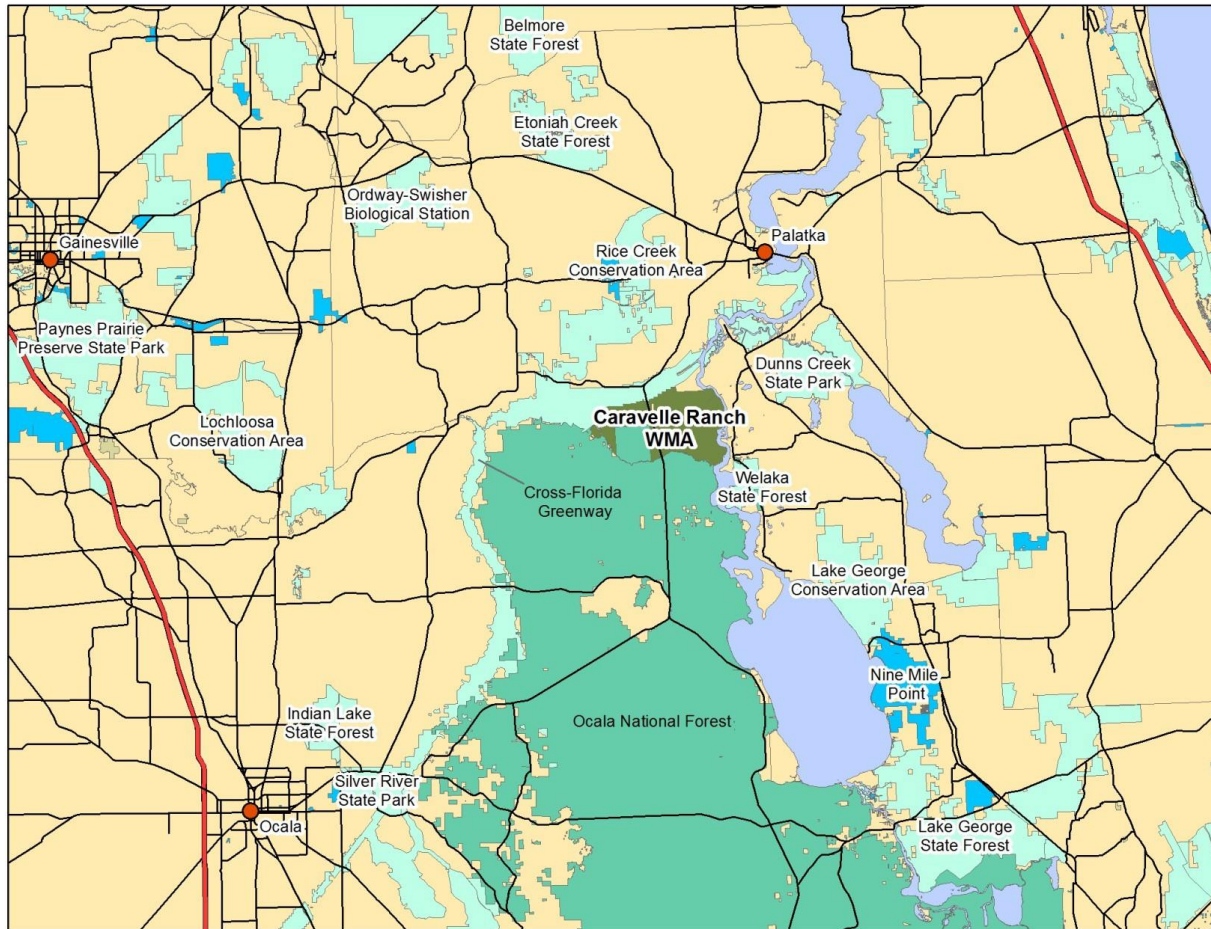 Belmore
State Forest
Etoniah Creek
State Forest
Ordway-Swisher
Biological Station
Gainesville
Palatka
Rice Creek
Conservation Area
Paynes Prairie
Preserve State Park
Dunns Creek
State Park
Lochloosa
Conservation Area
Caravelle Ranch
WMA
Cross-Florida
Greenway
Welaka
State Forest
Lake George
Conservation Area
Nine Mile
Point
Indian Lake
State Forest
Ocala National Forest
Silver River
State Park
Ocala
Lake George
State Forest